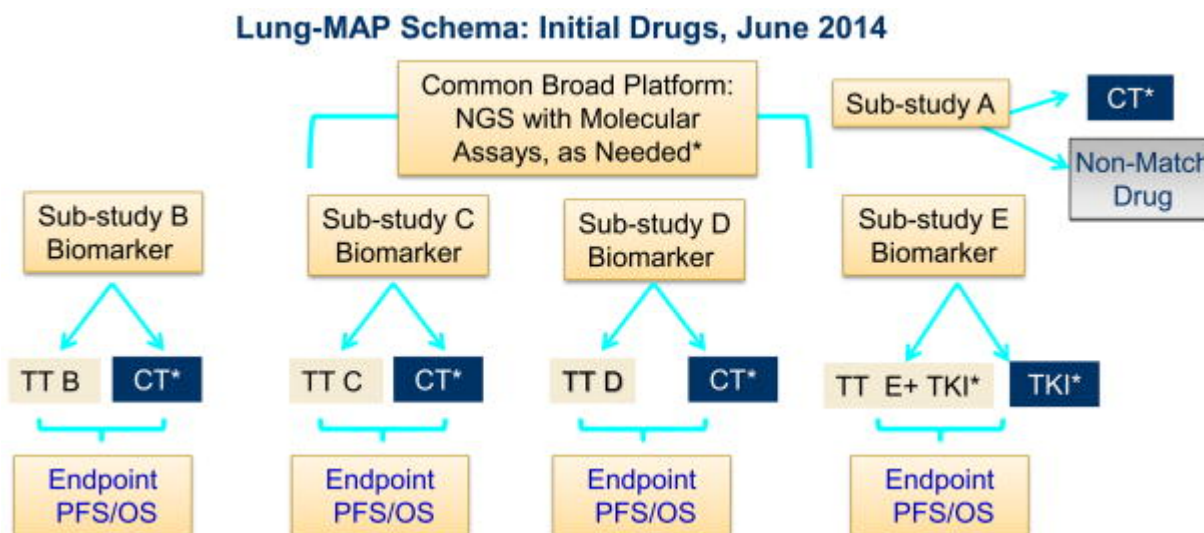 Lung-MAP Schema: Initial Drugs, June 2014
Common Broad Platform:
NGS with Molecular
Assays, as Needed*
Sub-study A
CT*
Non-Match
Drug
Sub-study B
Biomarker
Sub-study C
Biomarker
Sub-study D
Biomarker
Sub-study E
Biomarker
TT B
CT*
TT C
CT*
TT D
CT*
TT E+ TKI*
TKI*
Endpoint
PFS/OS
Endpoint
PFS/OS
Endpoint
PFS/OS
Endpoint
PFS/OS